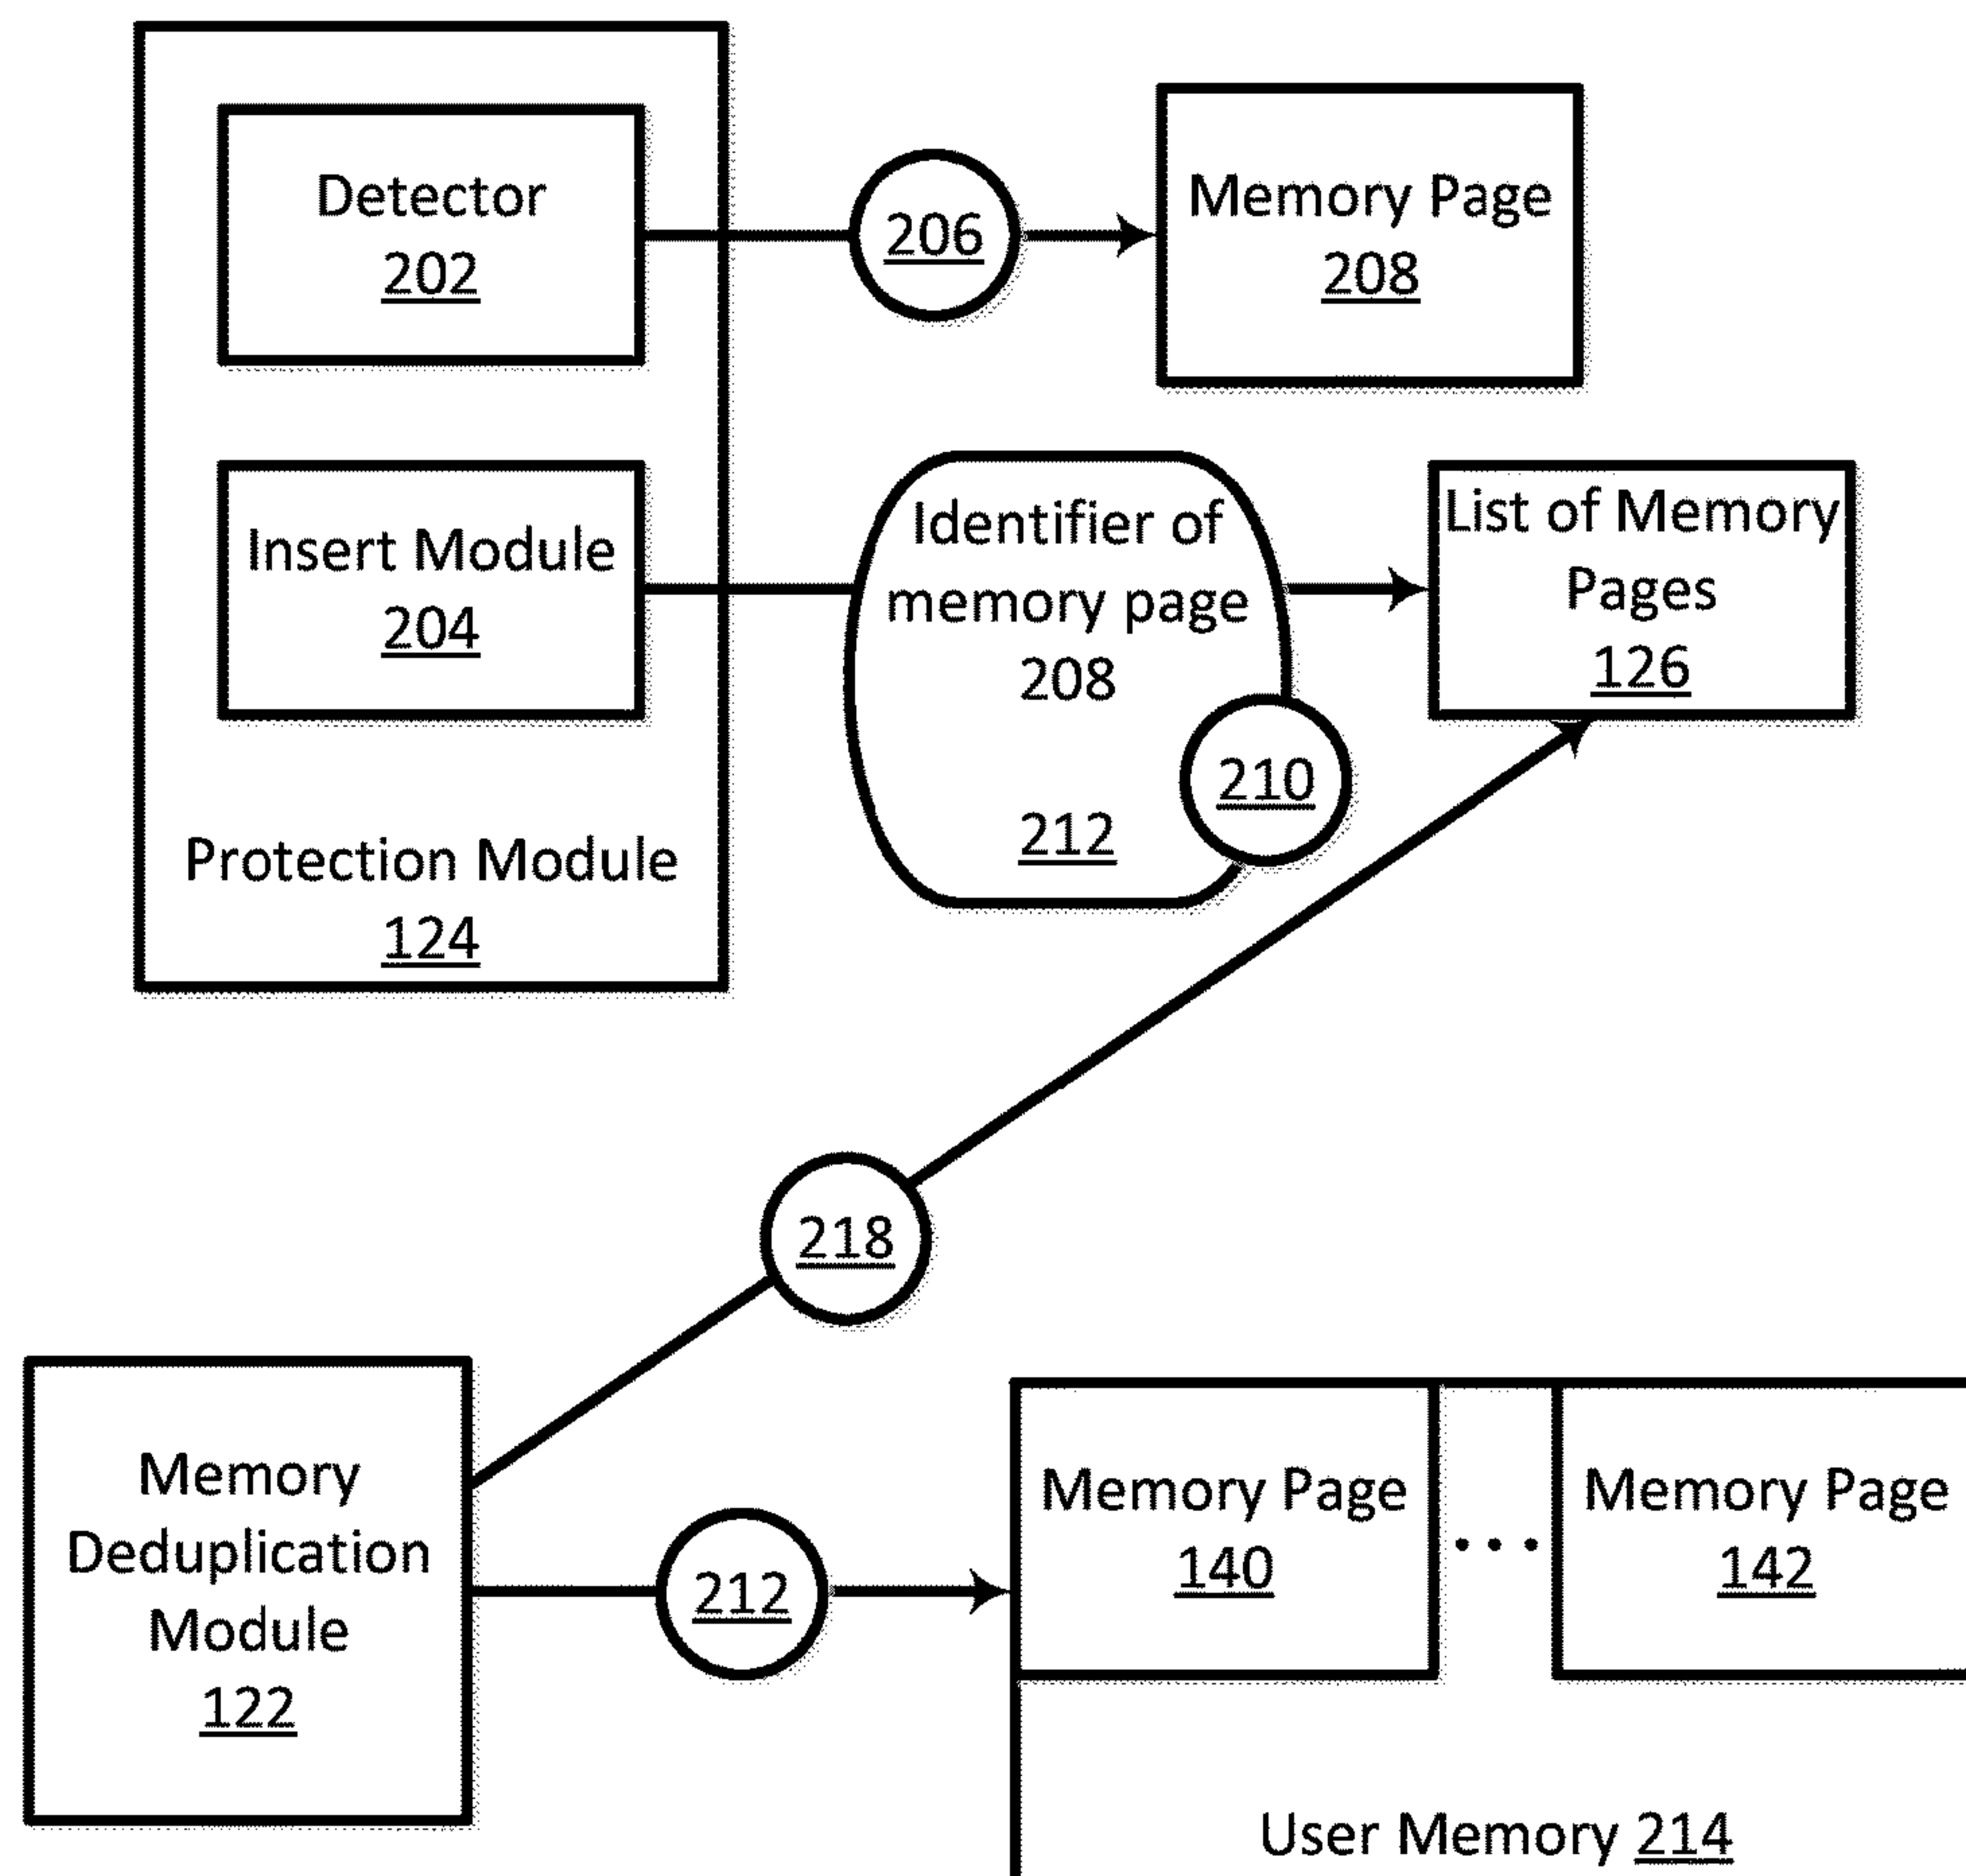 Detector
202
206
Memory Page
208
Insert Module
204
Identifier of
memory page
208
212
210
List of Memory
Pages
126
Protection Module
124
218
Memory
Deduplication
Module
122
212
Memory Page
140
...
Memory Page
142
User Memory 214